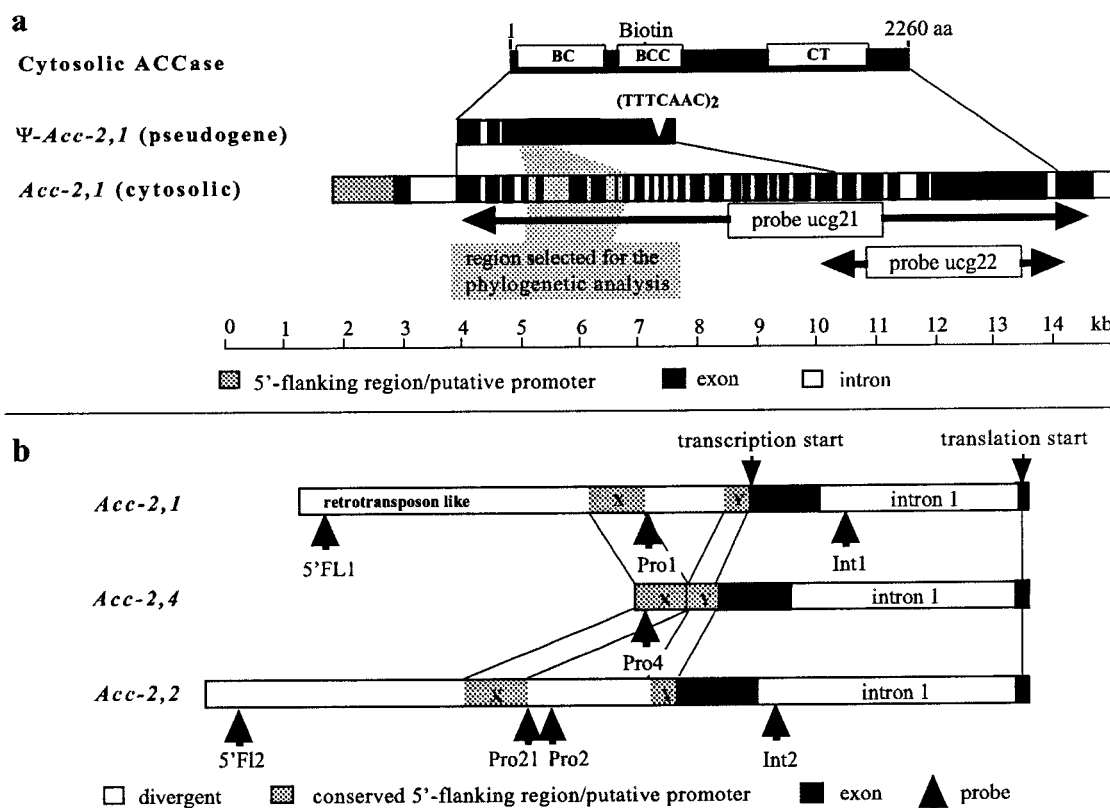 a
1 Biotin 2260 aa
Cytosolic ACCase BC BCC CT
(TTTCAAC)2
Ψ-Acc-2,1 (pseudogene)
Acc-2,1 (cytosolic)
probe ucg21
region selected for the
phylogenetic analysis
probe ucg22
0 1 2 3 4 5 6 7 8 9 10 11 12 13 14 kb
5'-flanking region/putative promoter exon intron
b
transcription start translation start
Acc-2,1 retrotransposon like X Y intron 1
5'FL1 Pro1 Int1
Acc-2,4 X Y intron 1
Pro4
Acc-2,2 X Y intron 1
5'Fl2 Pro21 Pro2 Int2
divergent conserved 5'-flanking region/putative promoter exon probe